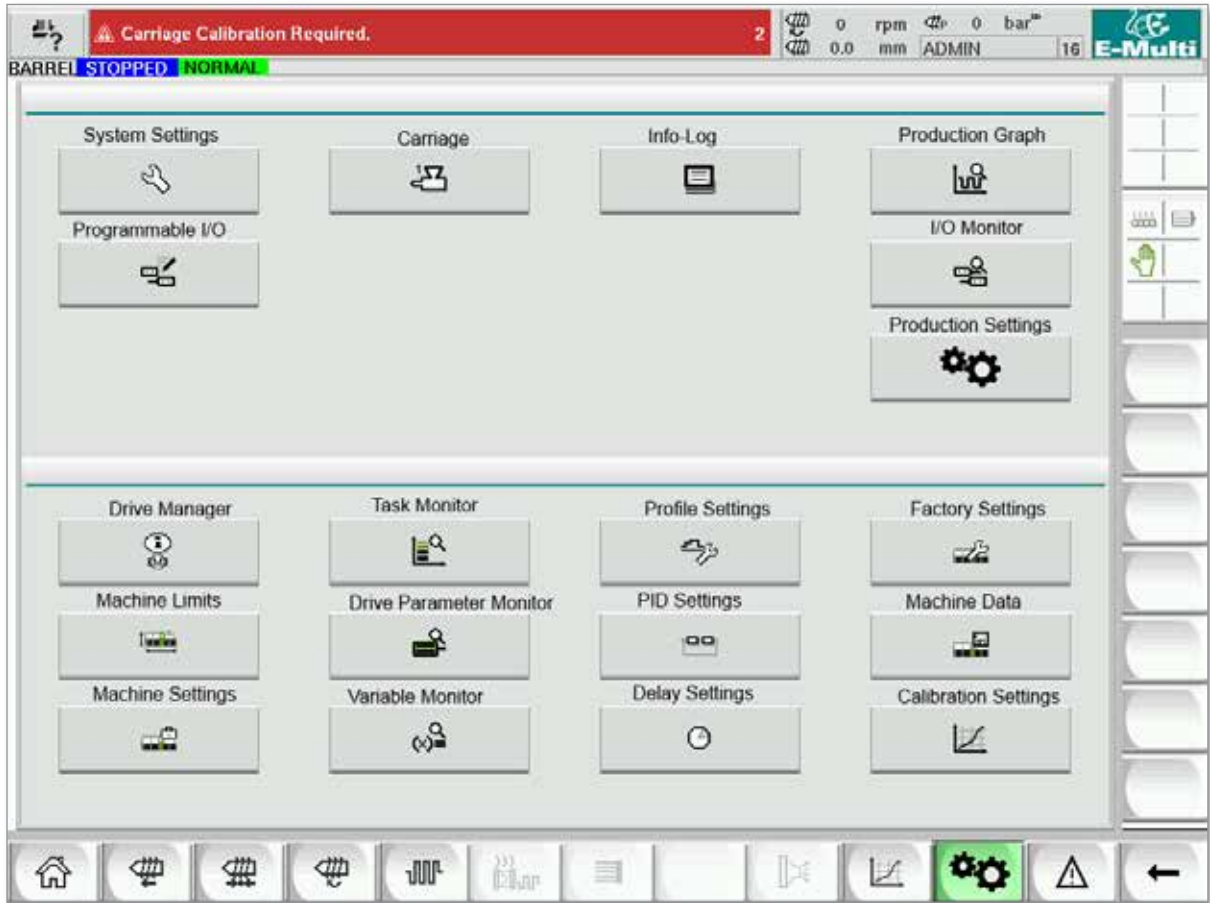 Carriage Calibration Required. 2
0 rpm 0 bar
0.0 mm ADMIN 16
E-Multi
BARREL STOPPED NORMAL
System Settings Carriage Info-Log Production Graph
Programmable I/O I/O Monitor
Production Settings
Drive Manager Task Monitor Profile Settings Factory Settings
Machine Limits Drive Parameter Monitor PID Settings Machine Data
Machine Settings Variable Monitor Delay Settings Calibration Settings